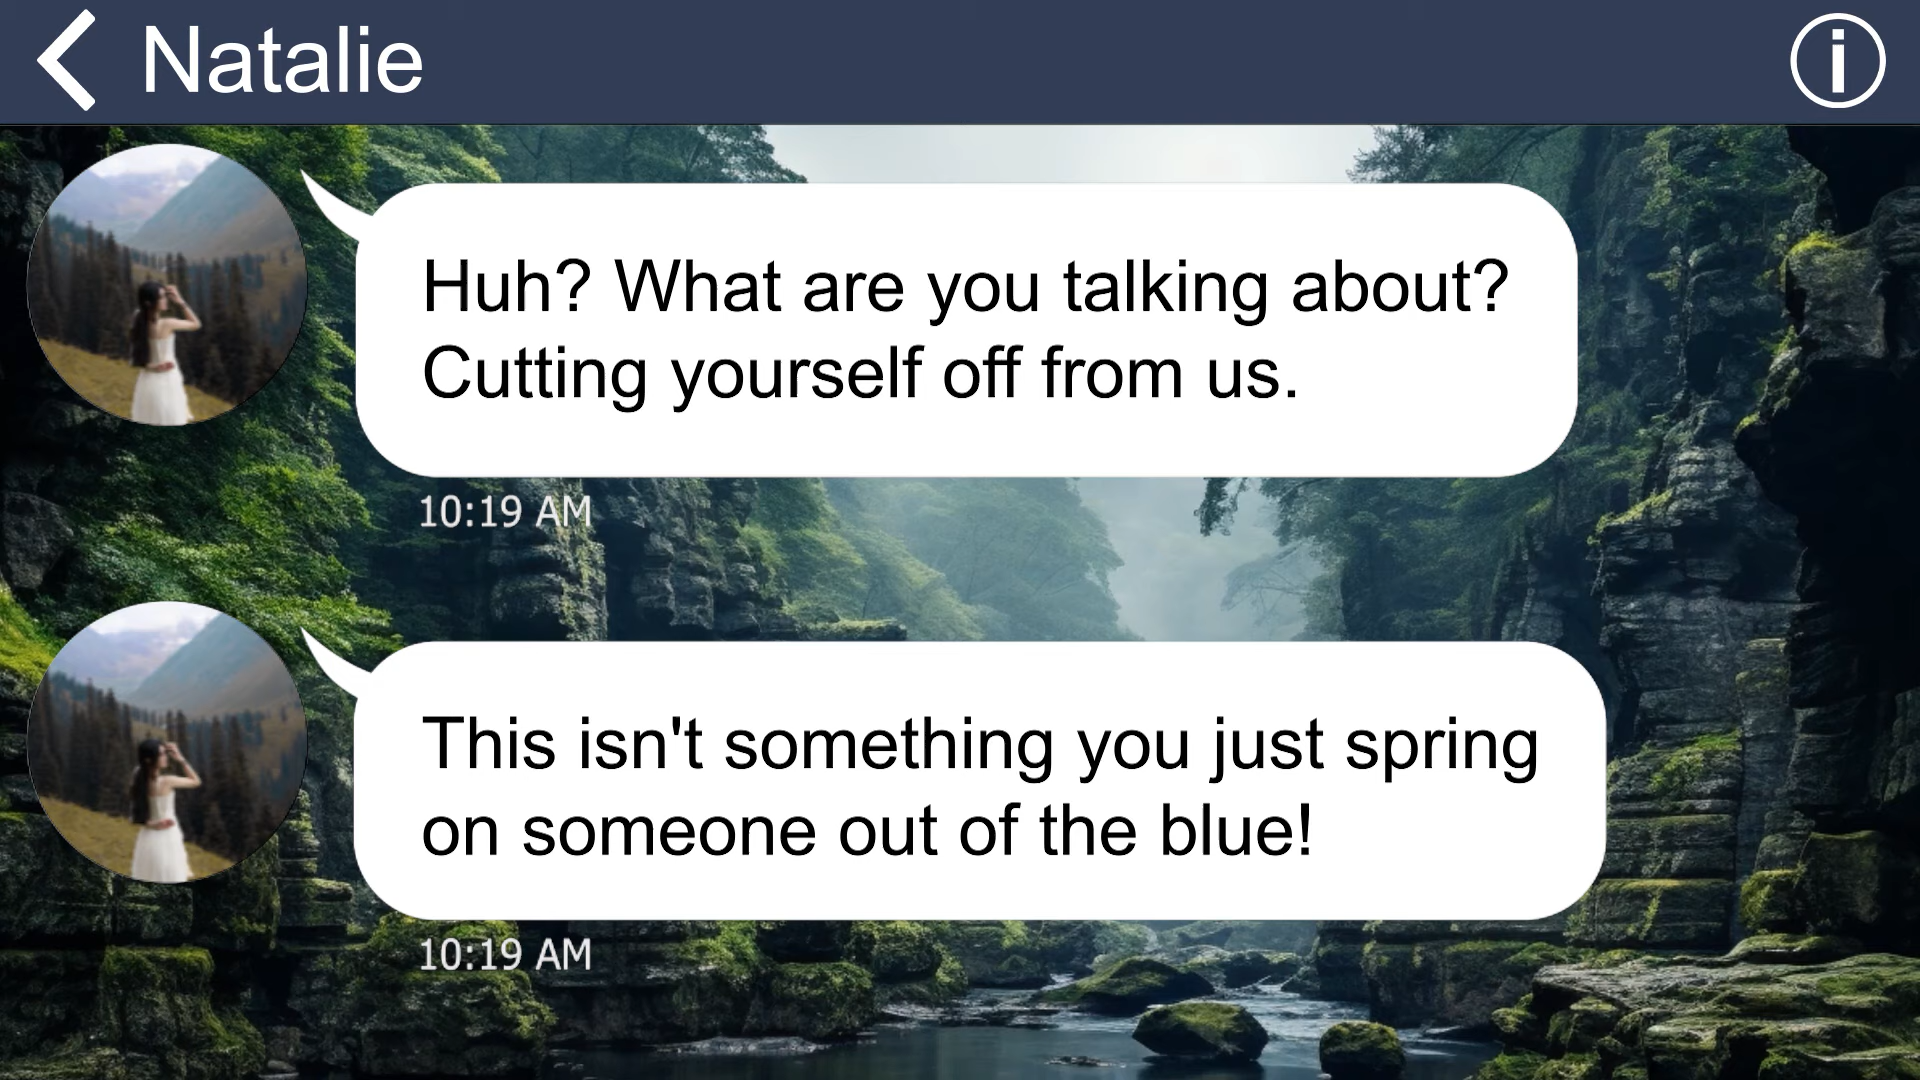 Natalie
Huh? What are you talking about?
Cutting yourself off from us.
10:19 AM
This isn't something you just spring
on someone out of the blue!
10:19 AM